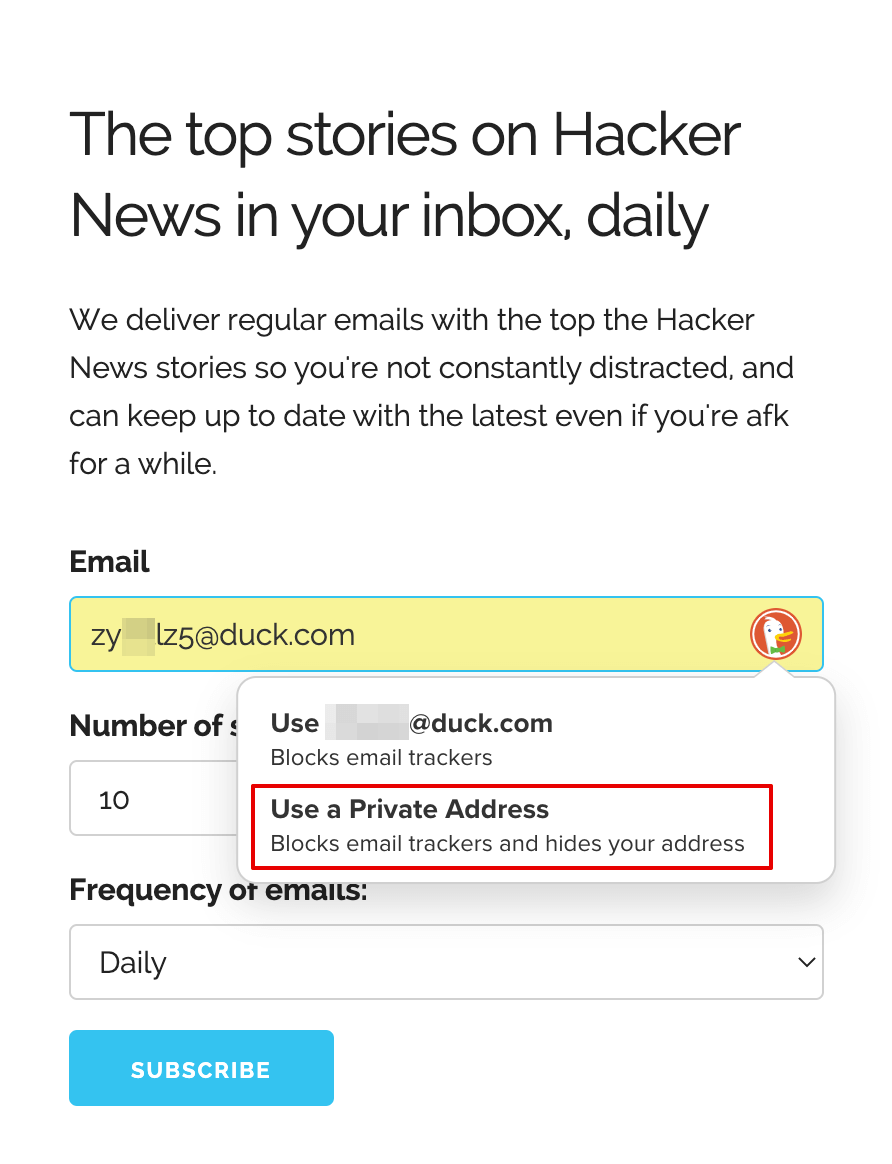 The top stories on Hacker
News in your inbox, daily
We deliver regular emails with the top the Hacker
News stories so you're not constantly distracted, and
can keep up to date with the latest even if you're afk
for a while.
Email
zy lz5@duck.com
Use @duck.com
Blocks email trackers
Number of
10
Use a Private Address
Blocks email trackers and hides your address
Frequency of emails:
Daily
SUBSCRIBE